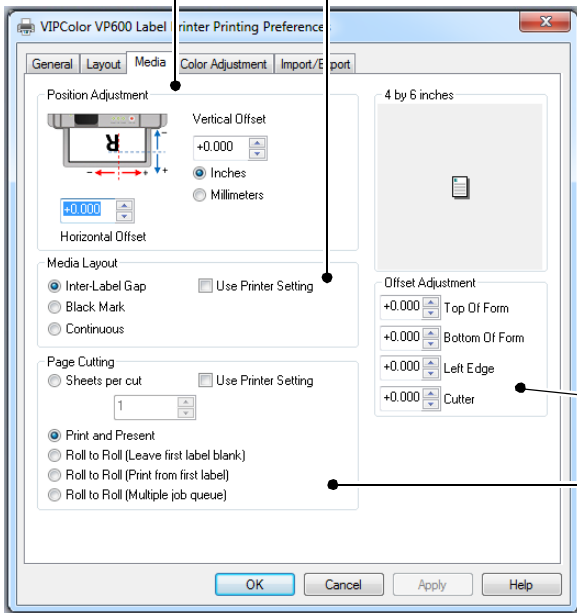 VIPColor VP600 Label Printer Printing Preferences
General Layout Media Color Adjustment Import/Export
Position Adjustment
R
Vertical Offset
+0.000
Inches
Millimeters
+0.000
Horizontal Offset
4 by 6 inches
Media Layout
Inter-Label Gap
Use Printer Setting
Black Mark
Continuous
Offset Adjustment
+0.000 Top Of Form
+0.000 Bottom Of Form
+0.000 Left Edge
+0.000 Cutter
Page Cutting
Sheets per cut
Use Printer Setting
1
Print and Present
Roll to Roll (Leave first label blank)
Roll to Roll (Print from first label)
Roll to Roll (Multiple job queue)
OK Cancel Apply Help